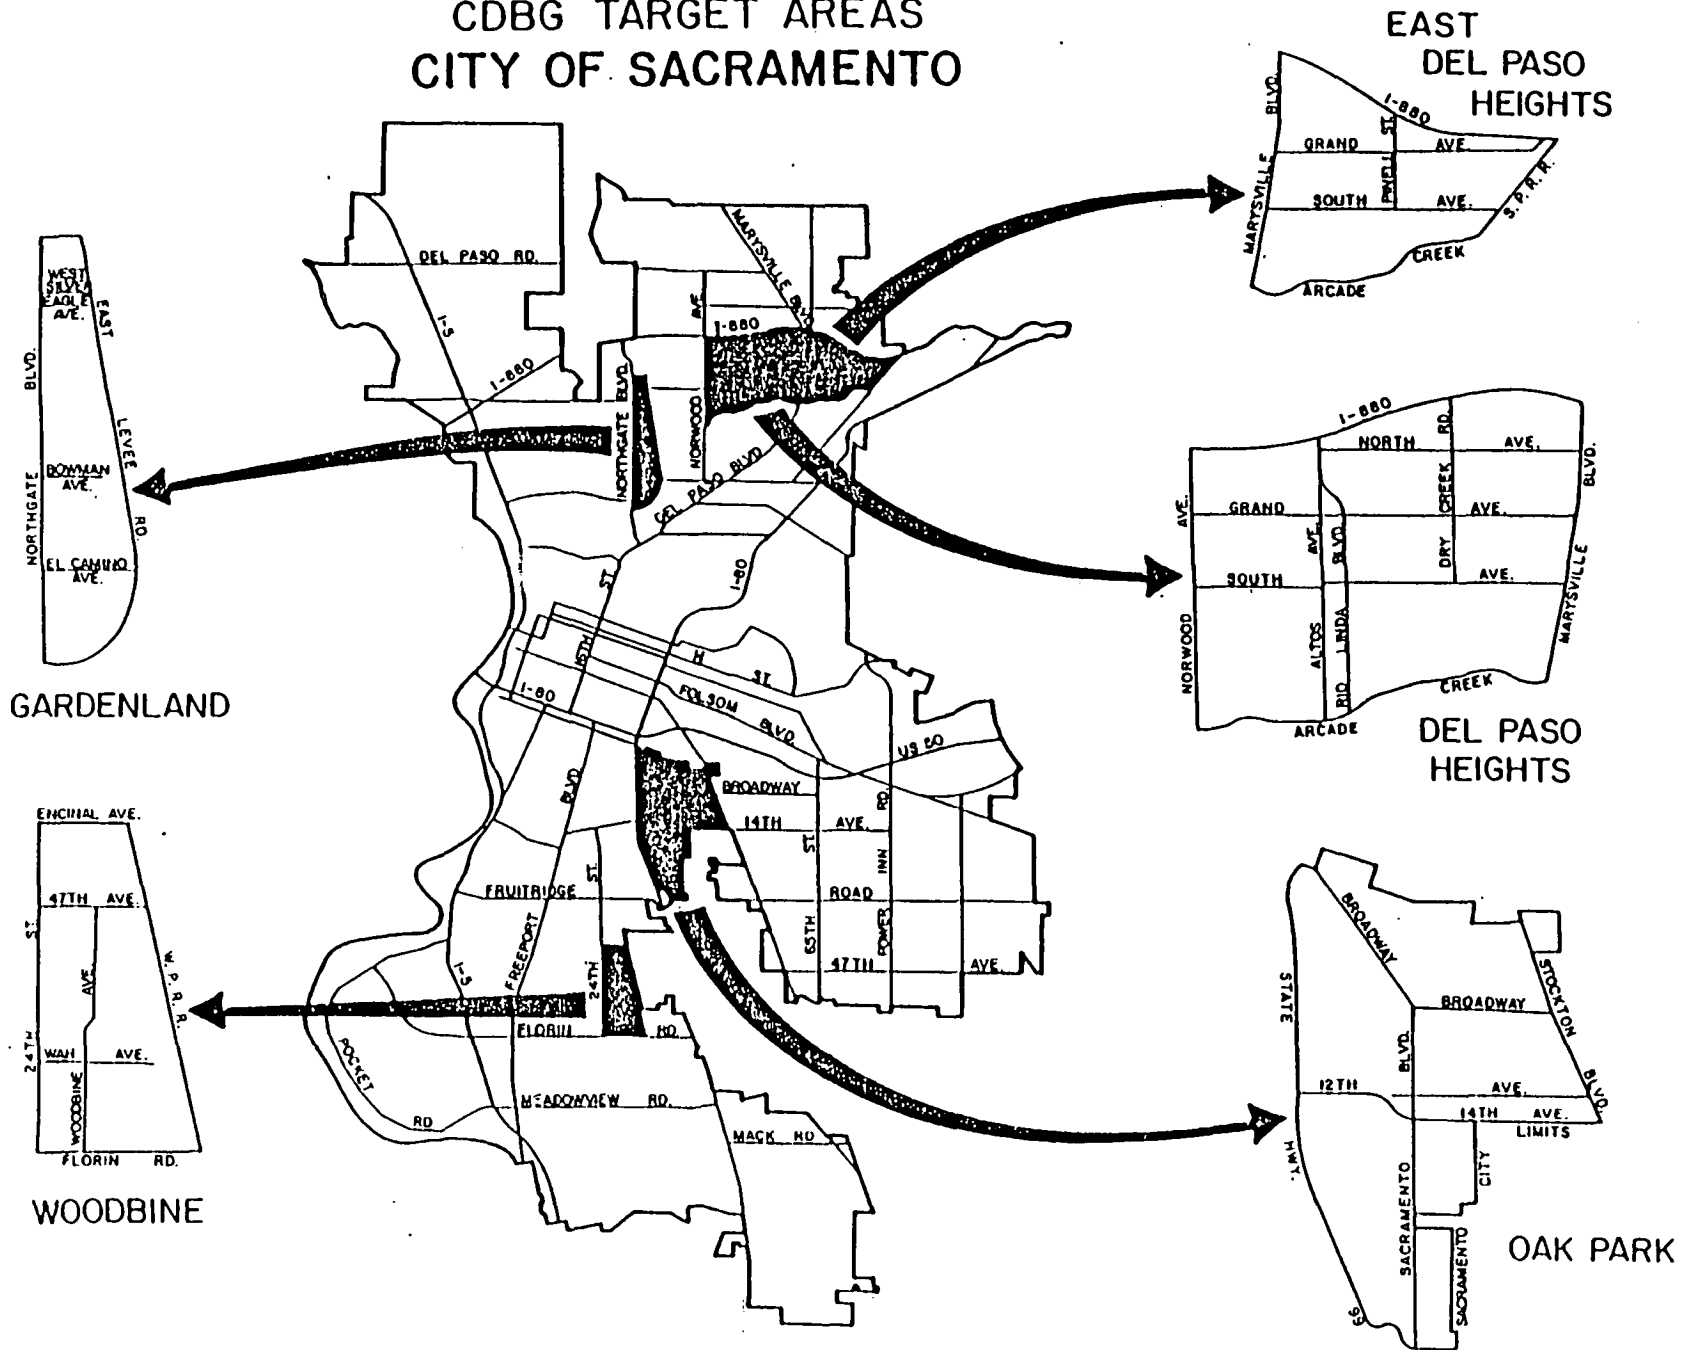 CDBG TARGET AREAS
CITY OF SACRAMENTO
EAST
DEL PASO
HEIGHTS
I-880
MARYSVILLE BLVD.
GRAND AVE.
PINELL ST.
SOUTH AVE.
S. P. R. R.
ARCADE CREEK
WEST
SILVER
EAGLE
AVE.
EAST LEVEE RD.
NORTHGATE BLVD.
BOWMAN
AVE.
EL CAMINO
AVE.
GARDENLAND
DEL PASO RD.
MARYSVILLE BLVD.
I-5
I-880
I-880
NORTHGATE BLVD.
NORWOOD AVE.
DEL PASO BLVD.
I-80
15TH ST.
H ST.
I-80
FOLSOM BLVD.
US 50
BROADWAY
14TH AVE.
FREEPORT BLVD.
24TH ST.
65TH ST.
POWER INN RD.
FRUITRIDGE ROAD
47TH AVE.
I-5
FLORIN RD.
POCKET RD
MEADOWVIEW RD.
MACK RD
I-880
NORTH AVE.
DRY CREEK RD.
GRAND AVE.
SOUTH AVE.
NORWOOD AVE.
ALTOS AVE.
RIO LINDA BLVD.
MARYSVILLE BLVD.
ARCADE CREEK
DEL PASO
HEIGHTS
ENCINAL AVE.
47TH AVE.
24TH ST.
WOODBINE AVE.
W. P. R. R.
WAH AVE.
FLORIN RD.
WOODBINE
BROADWAY
BROADWAY
STOCKTON BLVD.
STATE HWY. 99
12TH AVE.
14TH AVE.
LIMITS
CITY
SACRAMENTO BLVD.
SACRAMENTO
OAK PARK